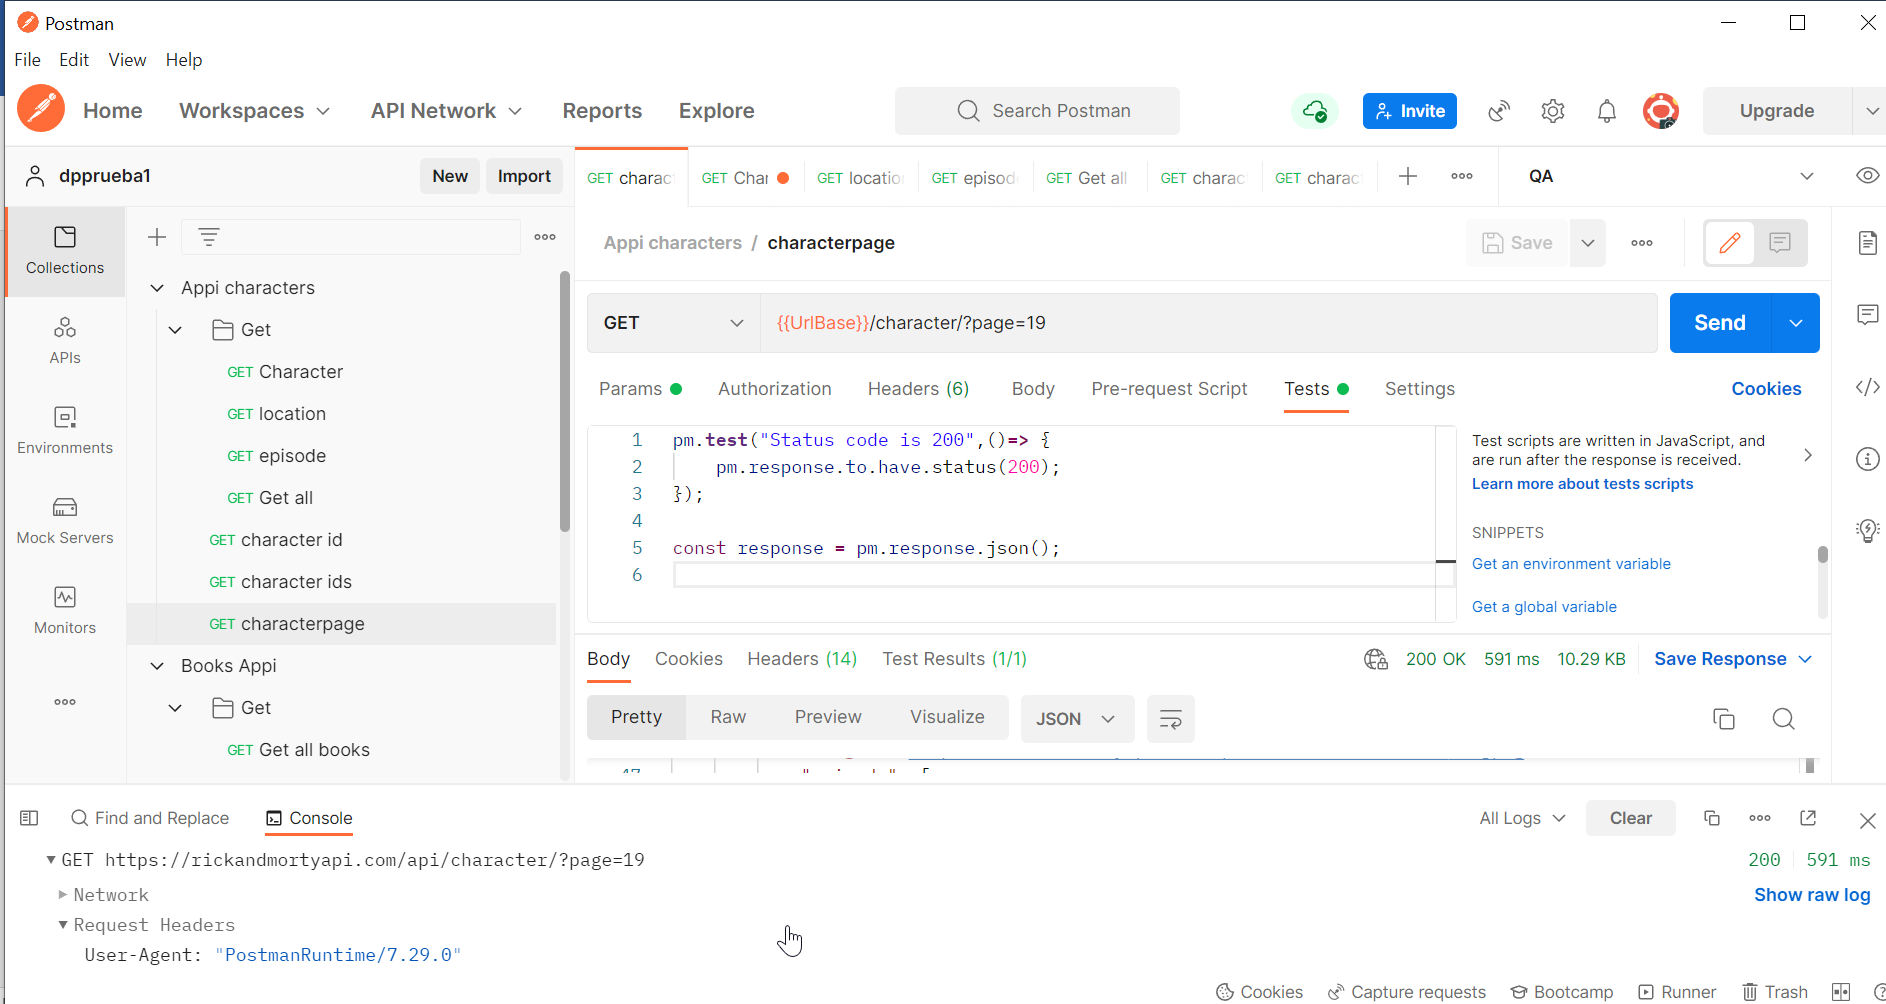 Postman
File Edit View Help
Home Workspaces API Network Reports Explore Search Postman Invite Upgrade
dpprueba1 New Import
GET charac GET Char GET locatio GET episod GET Get all GET charac GET charac QA
Collections
APIs
Environments
Mock Servers
Monitors
Appi characters
Get
GET Character
GET location
GET episode
GET Get all
GET character id
GET character ids
GET characterpage
Books Appi
Get
GET Get all books
Appi characters / characterpage Save
GET {{UrlBase}}/character/?page=19 Send
Params Authorization Headers (6) Body Pre-request Script Tests Settings Cookies
1 pm.test("Status code is 200",()=> {
2 pm.response.to.have.status(200);
3 });
4
5 const response = pm.response.json();
6
Test scripts are written in JavaScript, and
are run after the response is received.
Learn more about tests scripts
SNIPPETS
Get an environment variable
Get a global variable
Body Cookies Headers (14) Test Results (1/1) 200 OK 591 ms 10.29 KB Save Response
Pretty Raw Preview Visualize JSON
Find and Replace Console All Logs Clear
GET https://rickandmortyapi.com/api/character/?page=19 200 591 ms
Network Show raw log
Request Headers
User-Agent: "PostmanRuntime/7.29.0"
Cookies Capture requests Bootcamp Runner Trash